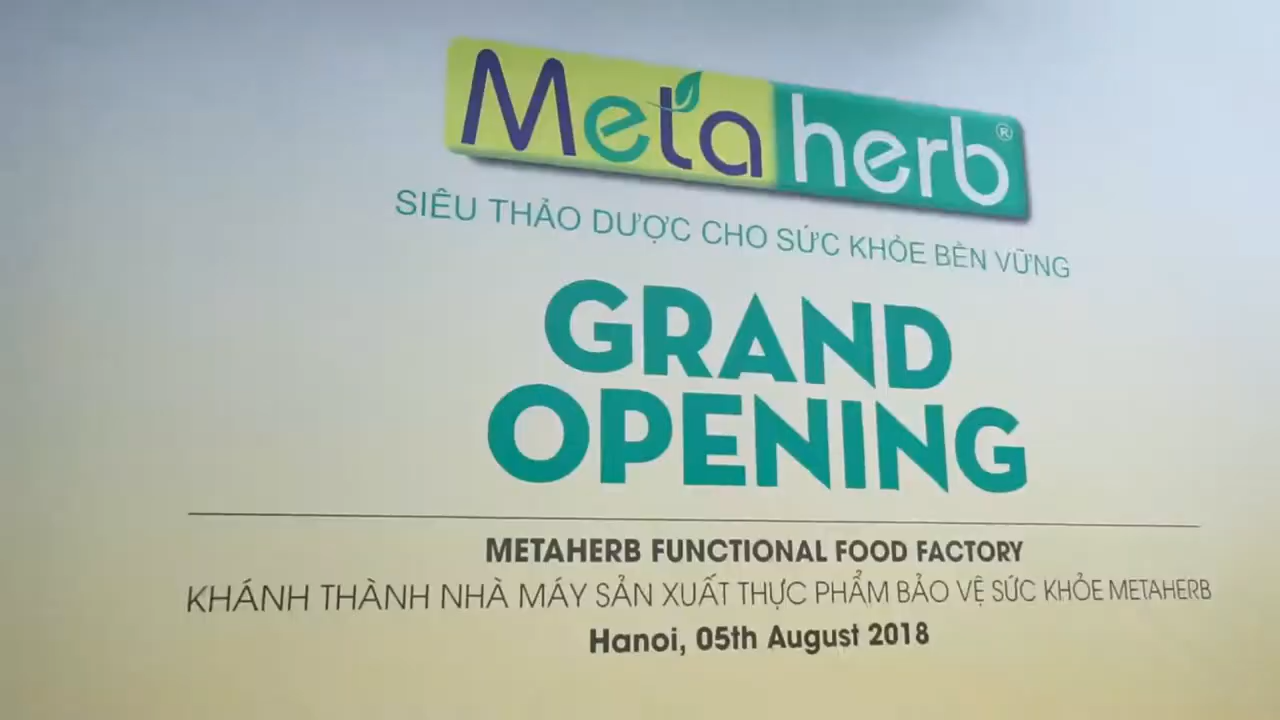 Metaherb®
SIÊU THẢO DƯỢC CHO SỨC KHỎE BỀN VỮNG
GRAND
OPENING
METAHERB FUNCTIONAL FOOD FACTORY
KHÁNH THÀNH NHÀ MÁY SẢN XUẤT THỰC PHẨM BẢO VỆ SỨC KHỎE METAHERB
Hanoi, 05th August 2018